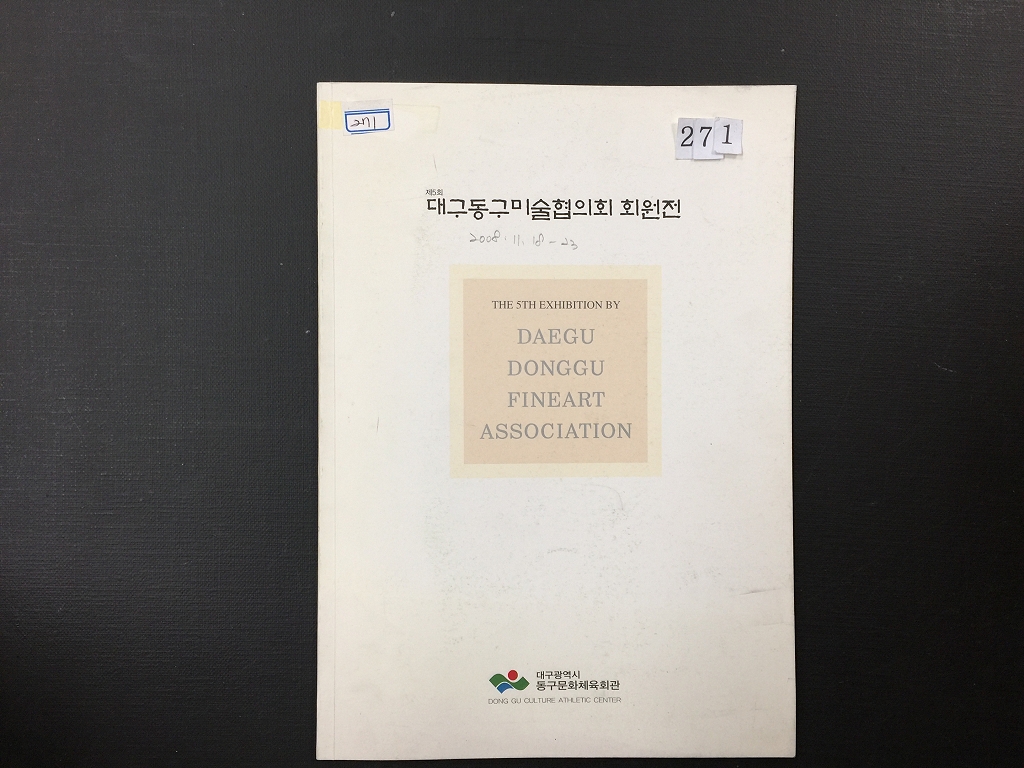 271
271
제5회
대구동구미술협의회 회원전
2008. 11. 18 - 23
THE 5TH EXHIBITION BY
DAEGU
DONGGU
FINEART
ASSOCIATION
대구광역시
동구문화체육회관
DONG GU CULTURE ATHLETIC CENTER